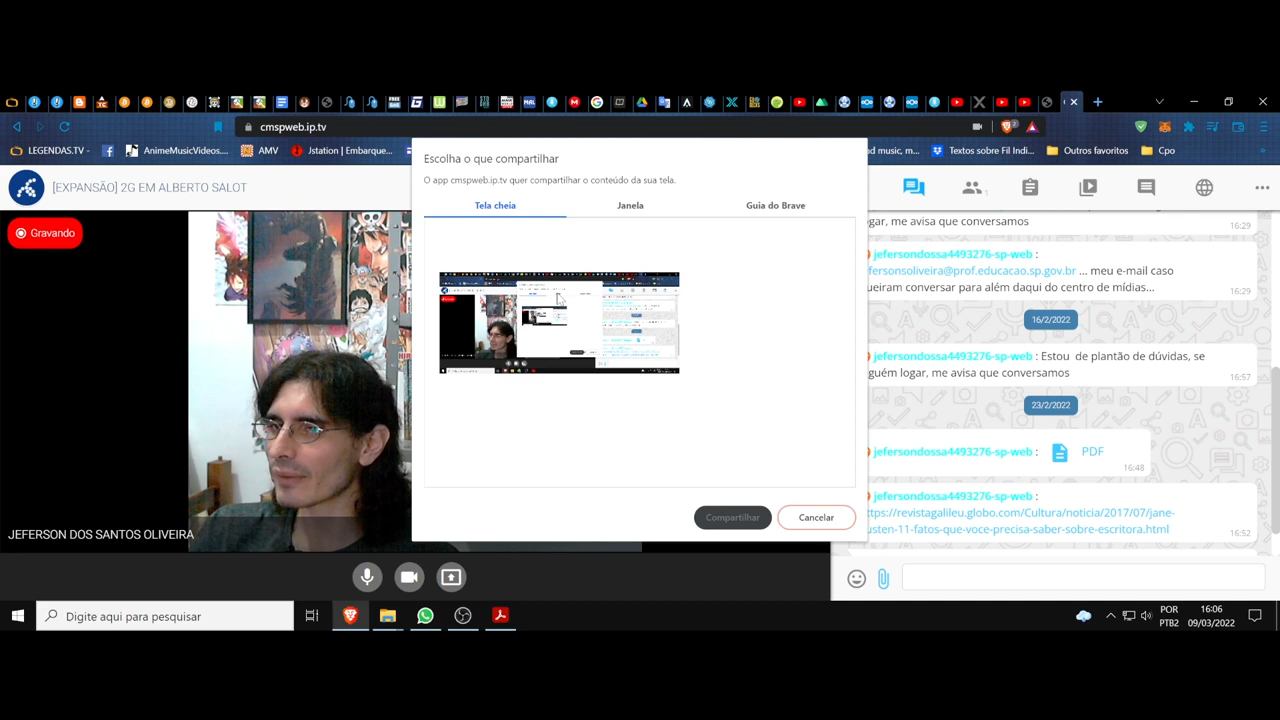 cmspweb.ip.tv
2
LEGENDAS.TV -
AnimeMusicVideos....
AMV
Jstation | Embarque...
d music, m...
Textos sobre Fil Indi...
Outros favoritos
Cpo
[EXPANSÃO] 2G EM ALBERTO SALOT
1
Gravando
Escolha o que compartilhar
O app cmspweb.ip.tv quer compartilhar o conteúdo da sua tela.
Tela cheia
Janela
Guia do Brave
Compartilhar
Cancelar
JEFERSON DOS SANTOS OLIVEIRA
gar, me avisa que conversamos
16:29
jefersondossa4493276-sp-web :
fersonsoliveira@prof.educacao.sp.gov.br ... meu e-mail caso
ueiram conversar para além daqui do centro de mídias...
16:29
16/2/2022
jefersondossa4493276-sp-web : Estou de plantão de dúvidas, se
guém logar, me avisa que conversamos
16:57
23/2/2022
jefersondossa4493276-sp-web :
PDF
16:48
jefersondossa4493276-sp-web :
ttps://revistagalileu.globo.com/Cultura/noticia/2017/07/jane-
usten-11-fatos-que-voce-precisa-saber-sobre-escritora.html
16:52
Digite aqui para pesquisar
POR
PTB2
16:06
09/03/2022